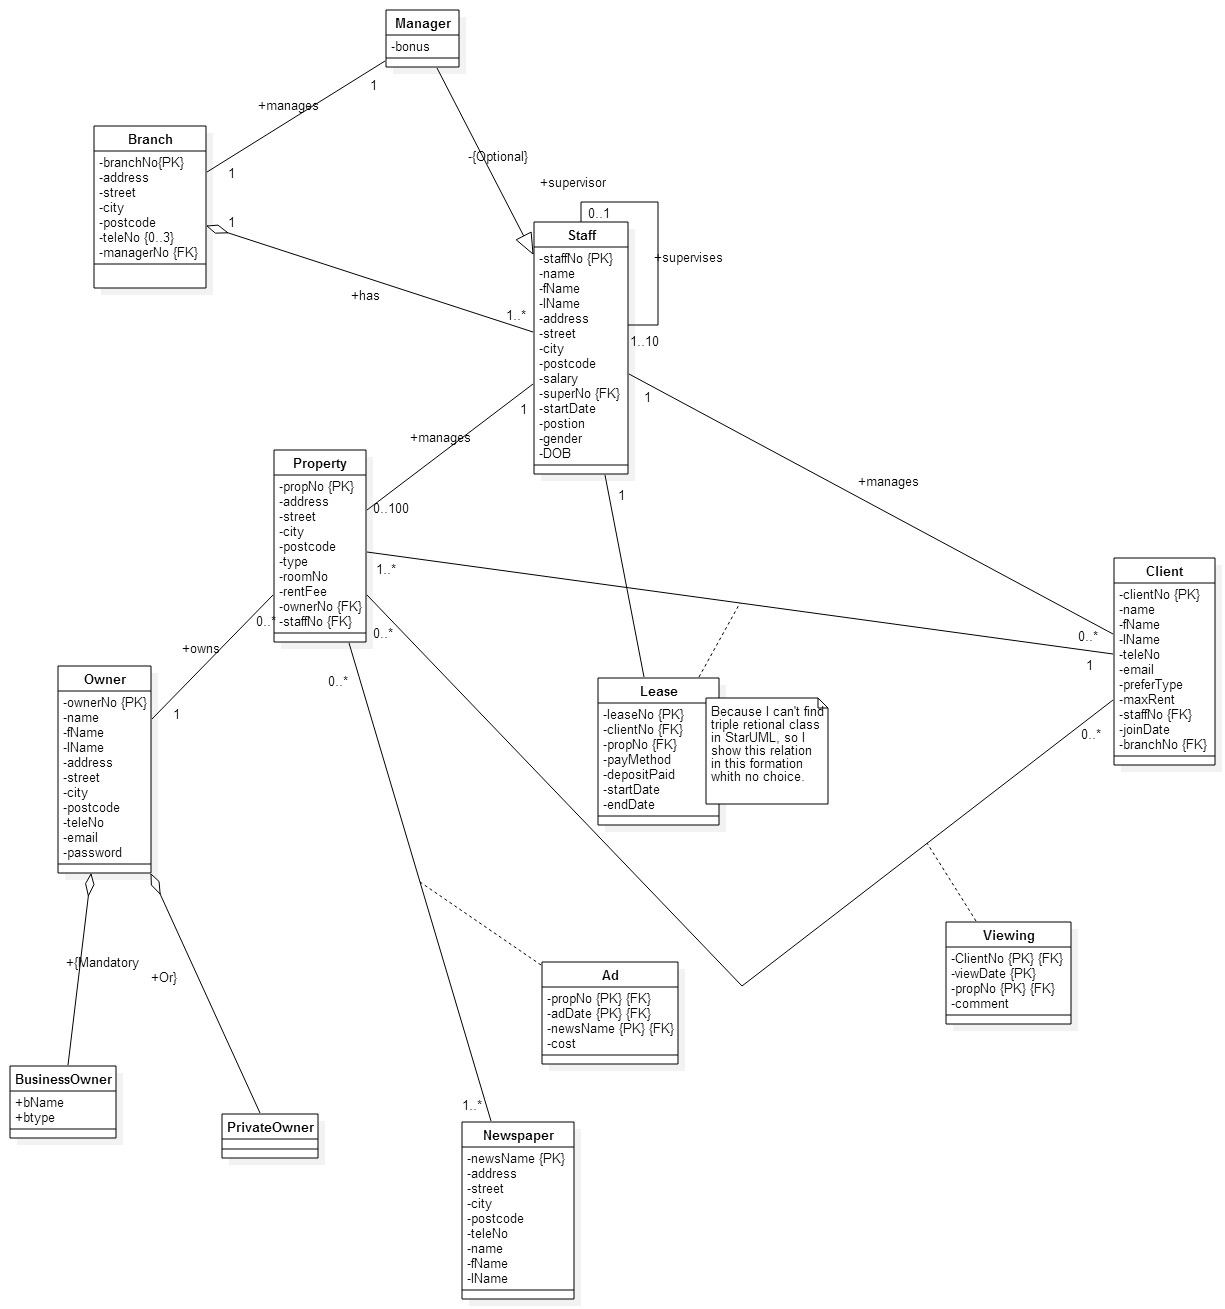 Manager
-bonus
1
+manages
Branch
-branchNo{PK}
-address
-street
-city
-postcode
-teleNo {0..3}
-managerNo {FK}
1
1
-{Optional}
+has
1..*
+supervisor
0..1
+supervises
1..10
Staff
-staffNo {PK}
-name
-fName
-lName
-address
-street
-city
-postcode
-salary
-superNo {FK}
-startDate
-postion
-gender
-DOB
1
1
1
+manages
0..100
+manages
Property
-propNo {PK}
-address
-street
-city
-postcode
-type
-roomNo
-rentFee
-ownerNo {FK}
-staffNo {FK}
1..*
0..*
0..*
0..*
+owns
1
Client
-clientNo {PK}
-name
-fName
-lName
-teleNo
-email
-preferType
-maxRent
-staffNo {FK}
-joinDate
-branchNo {FK}
0..*
1
0..*
Owner
-ownerNo {PK}
-name
-fName
-lName
-address
-street
-city
-postcode
-teleNo
-email
-password
Lease
-leaseNo {PK}
-clientNo {FK}
-propNo {FK}
-payMethod
-depositPaid
-startDate
-endDate
Because I can't find
triple retional class
in StarUML, so I
show this relation
in this formation
whith no choice.
+{Mandatory
+Or}
Viewing
-ClientNo {PK} {FK}
-viewDate {PK}
-propNo {PK} {FK}
-comment
Ad
-propNo {PK} {FK}
-adDate {PK} {FK}
-newsName {PK} {FK}
-cost
BusinessOwner
+bName
+btype
PrivateOwner
1..*
Newspaper
-newsName {PK}
-address
-street
-city
-postcode
-teleNo
-name
-fName
-lName